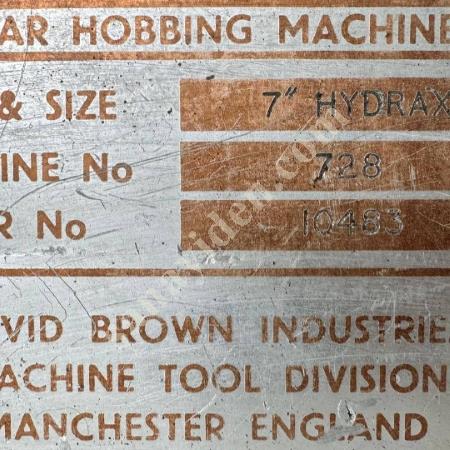 AR HOBBING MACHINE
& SIZE 7" HYDRAX
INE No 728
R No 10483
VID BROWN INDUSTRIE
ACHINE TOOL DIVISION
MANCHESTER ENGLAND